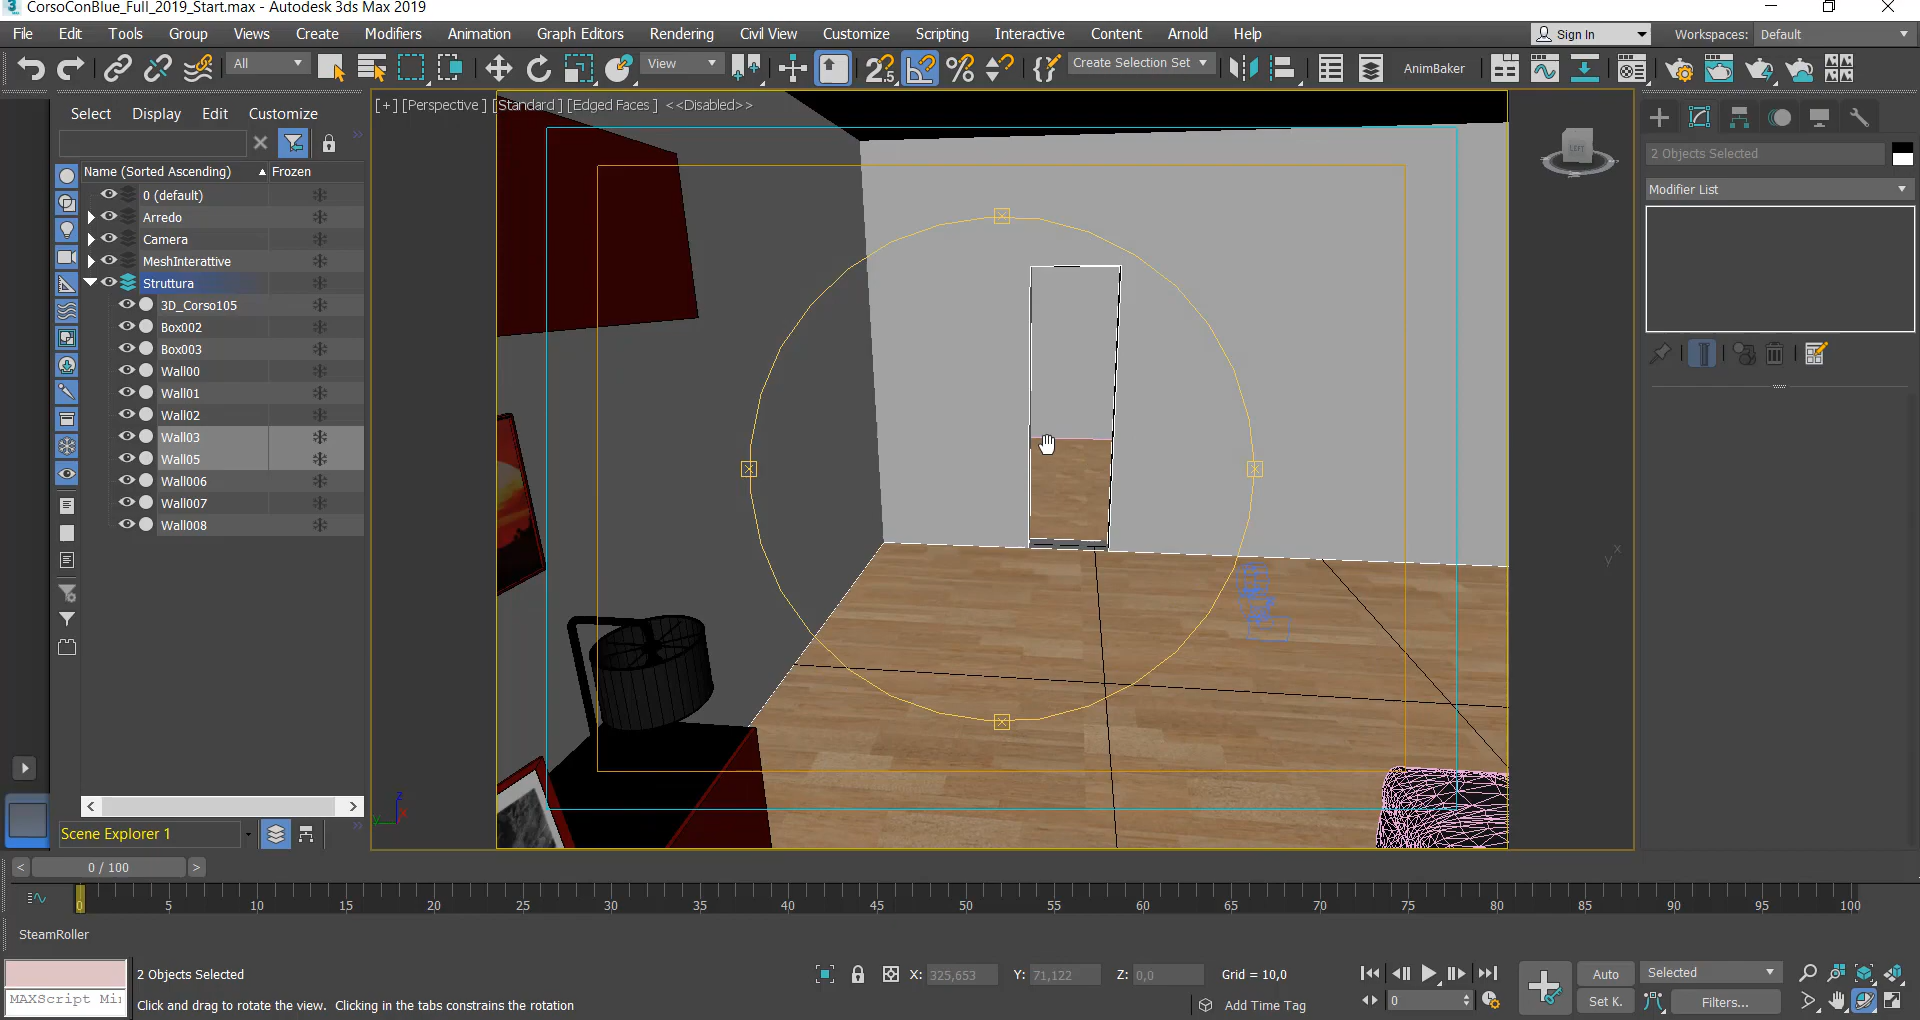 CorsoConBlue_Full_2019_Start.max - Autodesk 3ds Max 2019
File Edit Tools Group Views Create Modifiers Animation Graph Editors Rendering Civil View Customize Scripting Interactive Content Arnold Help Sign In Workspaces: Default
All View 2.5 Create Selection Set AnimBaker
[+] [Perspective ] [Standard ] [Edged Faces ] <<Disabled>>
Select Display Edit Customize
2 Objects Selected
Name (Sorted Ascending) Frozen
Modifier List
0 (default)
Arredo
Camera
MeshInterattive
Struttura
3D_Corso105
Box002
Box003
Wall00
Wall01
Wall02
Wall03
Wall05
Wall006
Wall007
Wall008
LEFT
y x
z
y x
Scene Explorer 1
< 0 / 100 >
0 5 10 15 20 25 30 35 40 45 50 55 60 65 70 75 80 85 90 95 100
SteamRoller
2 Objects Selected X: 325,653 Y: 71,122 Z: 0,0 Grid = 10,0 Auto Selected
MAXScript Mi Click and drag to rotate the view. Clicking in the tabs constrains the rotation Add Time Tag 0 Set K. Filters...